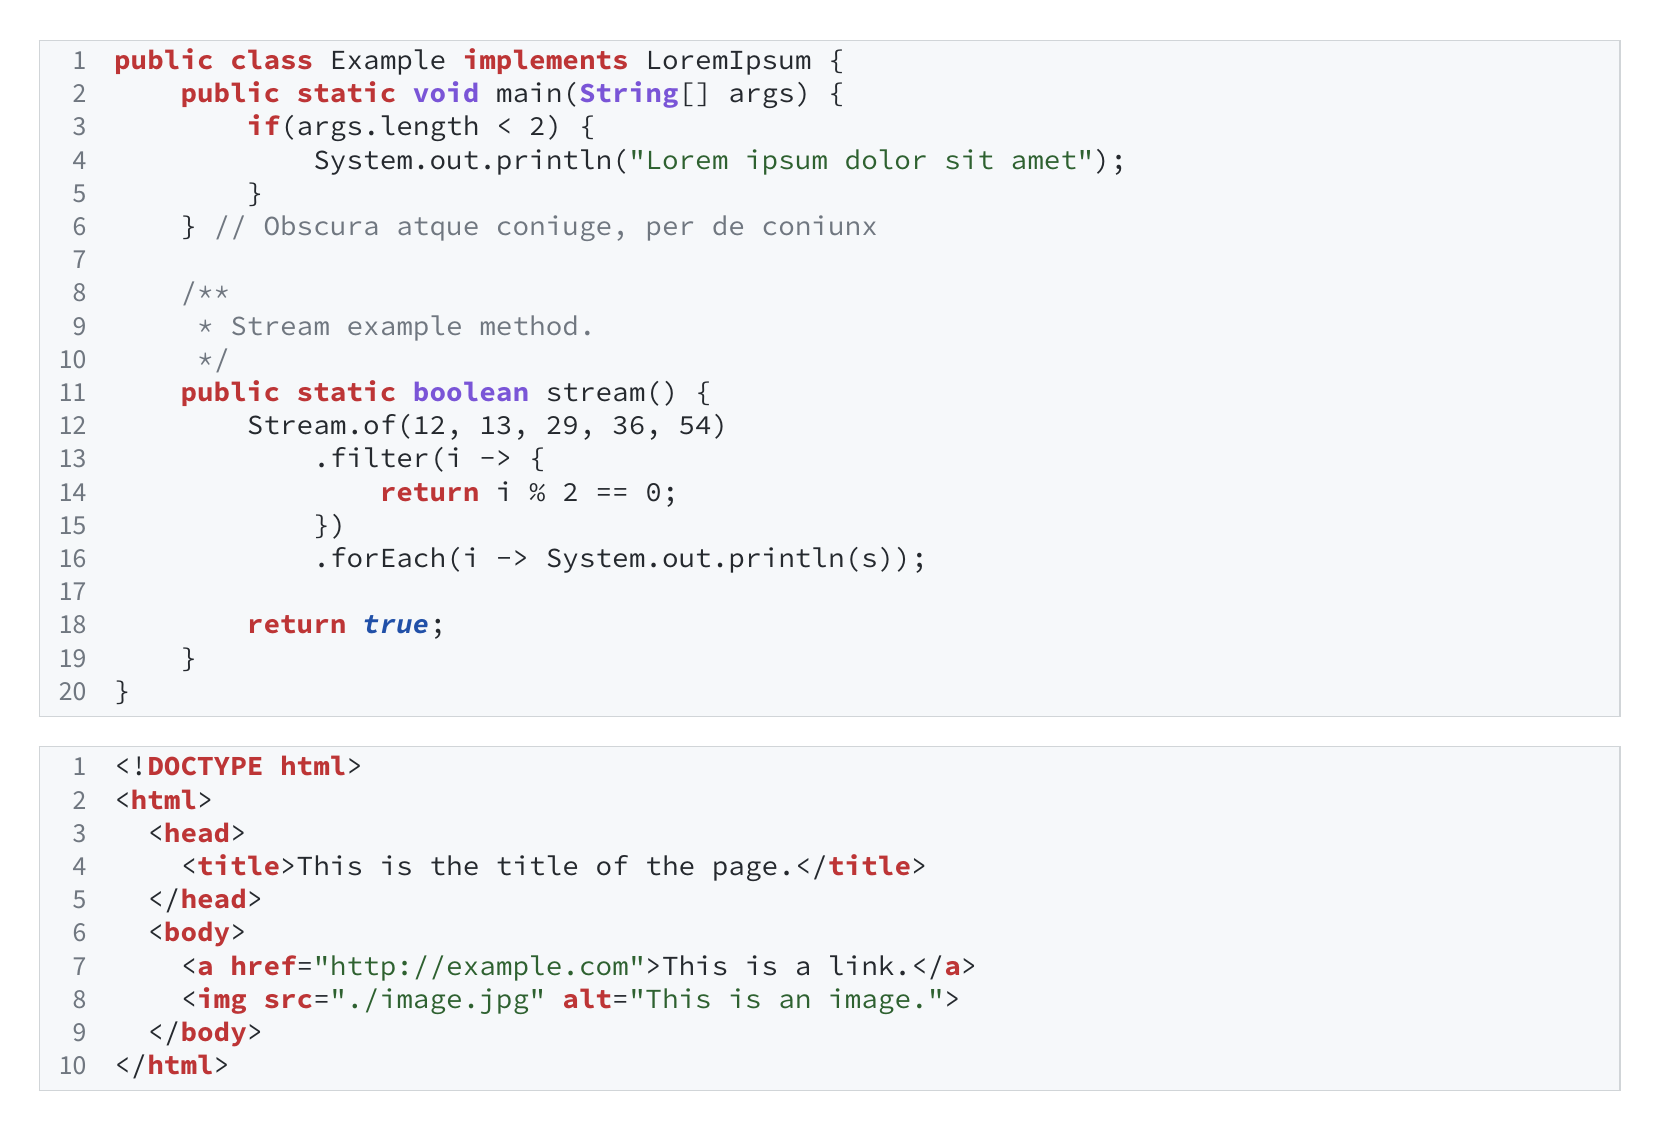 1 public class Example implements LoremIpsum {
2     public static void main(String[] args) {
3         if(args.length < 2) {
4             System.out.println("Lorem ipsum dolor sit amet");
5         }
6     } // Obscura atque coniuge, per de coniunx
7
8     /**
9      * Stream example method.
10      */
11     public static boolean stream() {
12         Stream.of(12, 13, 29, 36, 54)
13             .filter(i -> {
14                 return i % 2 == 0;
15             })
16             .forEach(i -> System.out.println(s));
17
18         return true;
19     }
20 }
1 <!DOCTYPE html>
2 <html>
3   <head>
4     <title>This is the title of the page.</title>
5   </head>
6   <body>
7     <a href="http://example.com">This is a link.</a>
8     <img src="./image.jpg" alt="This is an image.">
9   </body>
10 </html>